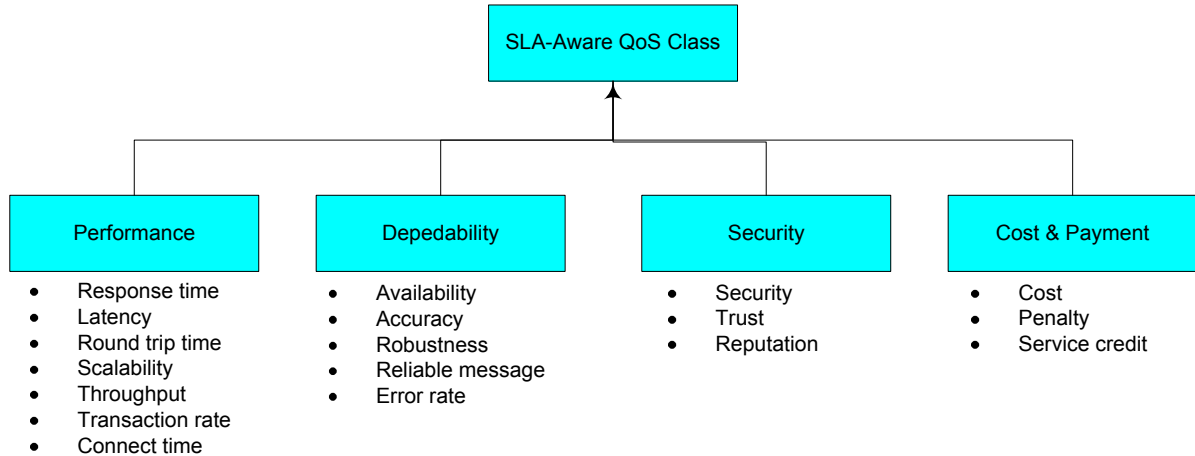 SLA-Aware QoS Class
Performance
Response time
Latency
Round trip time
Scalability
Throughput
Transaction rate
Connect time
Depedability
Availability
Accuracy
Robustness
Reliable message
Error rate
Security
Security
Trust
Reputation
Cost & Payment
Cost
Penalty
Service credit